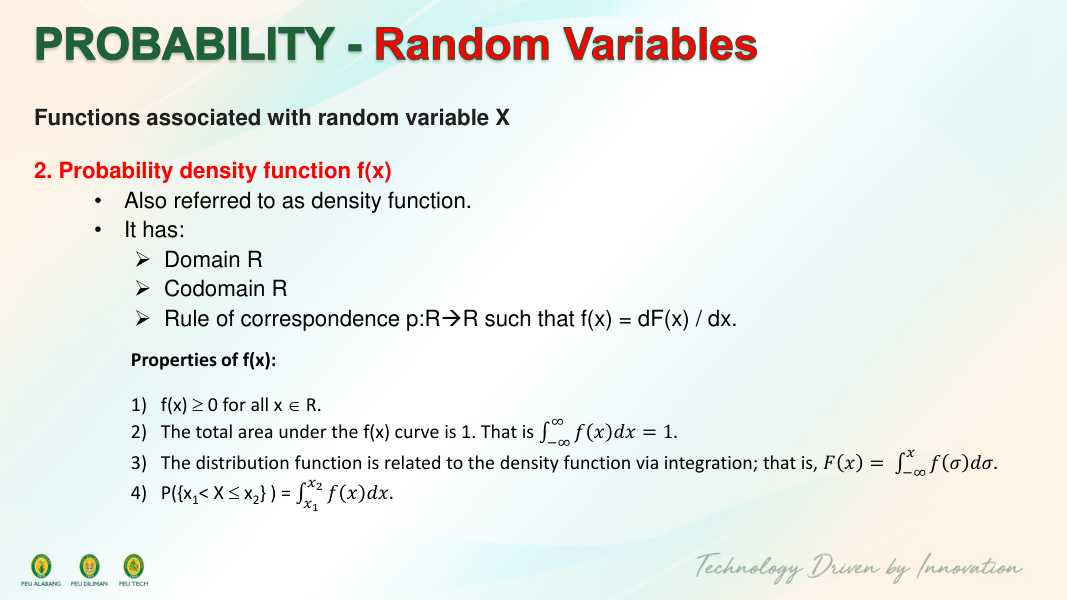 PROBABILITY - Random Variables
Functions associated with random variable X
2. Probability density function f(x)
• Also referred to as density function.
• It has:
➢ Domain R
➢ Codomain R
➢ Rule of correspondence p:R→R such that f(x) = dF(x) / dx.
Properties of f(x):
1) f(x) ≥ 0 for all x ∈ R.
2) The total area under the f(x) curve is 1. That is ∫_{−∞}^{∞} f(x)dx = 1.
3) The distribution function is related to the density function via integration; that is, F(x) = ∫_{−∞}^{x} f(σ)dσ.
4) P({x₁< X ≤ x₂} ) = ∫_{x₁}^{x₂} f(x)dx.
FEU ALABANG FEU DILIMAN FEU TECH
Technology Driven by Innovation